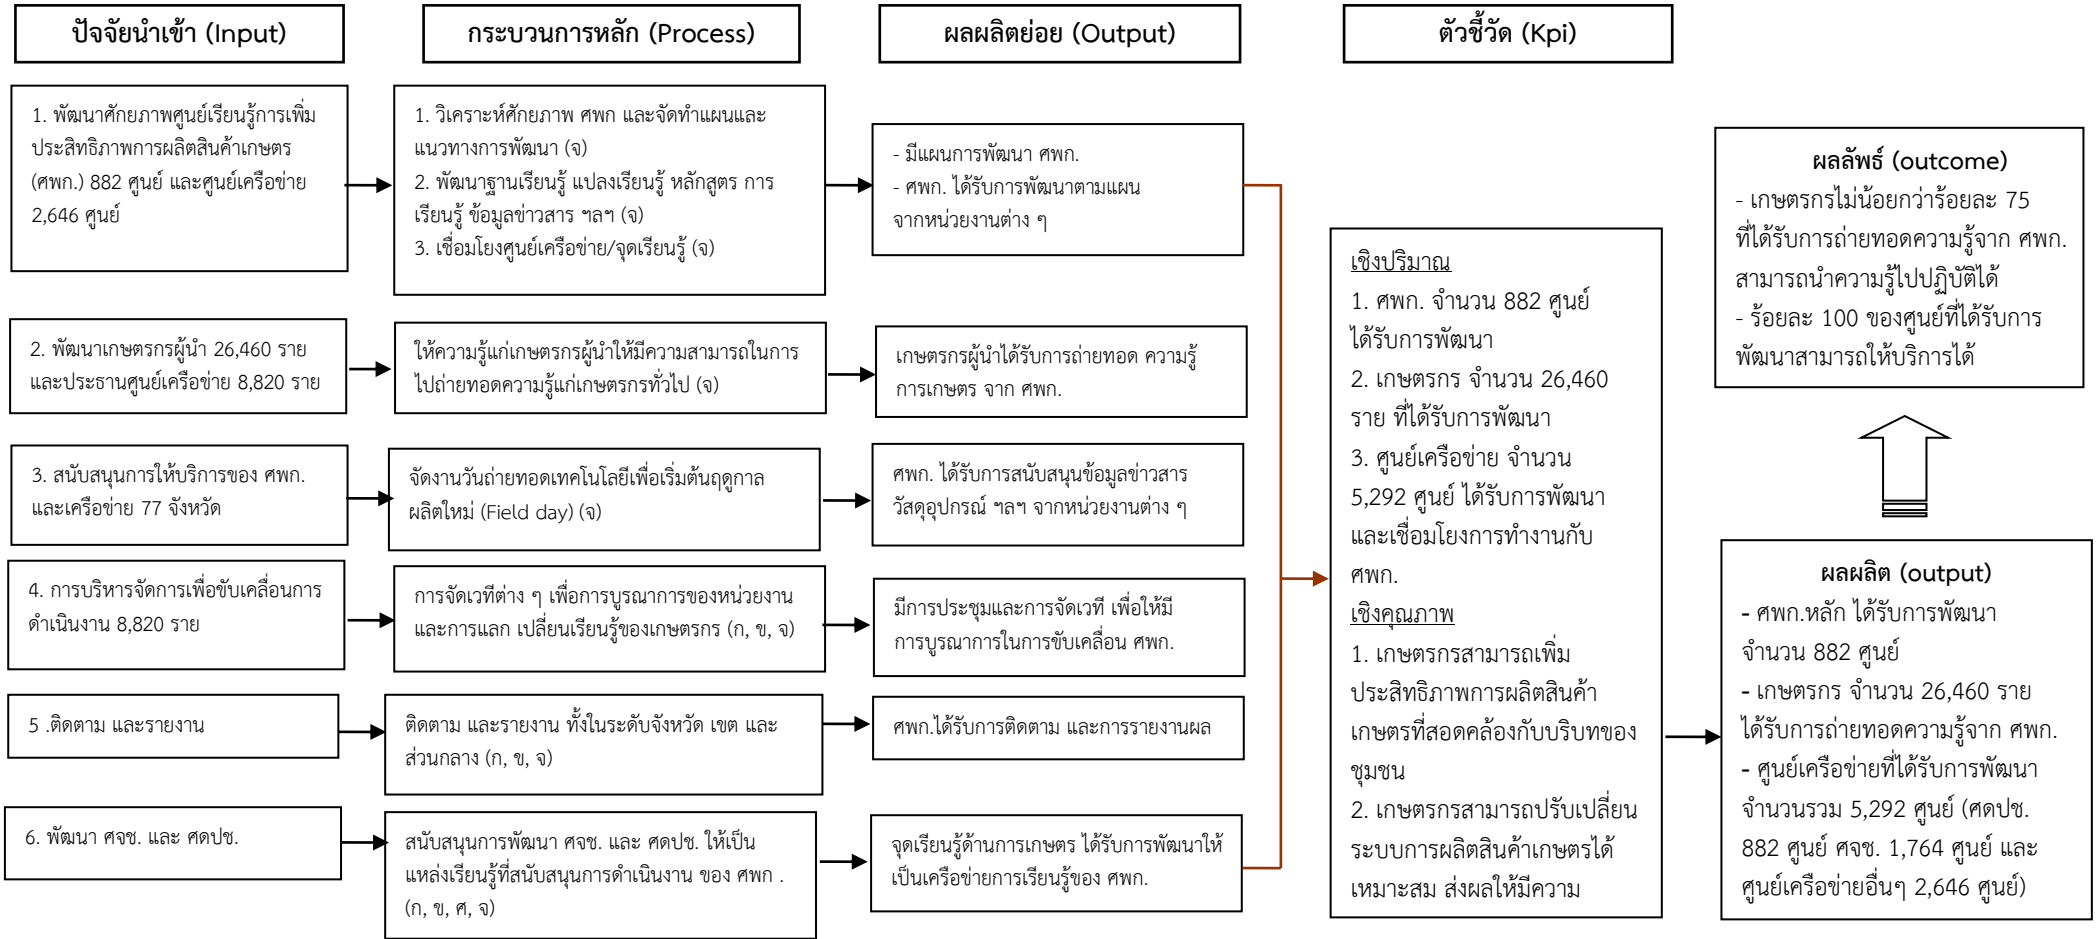 ปัจจัยนำเข้า (Input)
กระบวนการหลัก (Process)
ผลผลิตย่อย (Output)
ตัวชี้วัด (Kpi)
1. พัฒนาศักยภาพศูนย์เรียนรู้การเพิ่ม
ประสิทธิภาพการผลิตสินค้าเกษตร
(ศพก.) 882 ศูนย์ และศูนย์เครือขาย
2,646 ศูนย์
1. วิเคราะห์ศักยภาพ ศพก และจัดทำแผนและ
แนวทางการพัฒนา (จ)
2. พัฒนาฐานเรียนรู้ แปลงเรียนรู้ หลักสูตร การ
เรียนรู้ ข้อมูลข่าวสาร ฯลฯ (จ)
3. เชื่อมโยงศูนย์เครือข่าย/จุดเรียนรู้ (จ)
- มีแผนการพัฒนา ศพก.
- ศพก. ได้รับการพัฒนาตามแผน
จากหน่วยงานต่าง ๆ
2. พัฒนาเกษตรกรผู้นำ 26,460 ราย
และประธานศูนย์เครือข่าย 8,820 ราย
ให้ความรู้แก่เกษตรกรผู้นำให้มีความสามารถในการ
ไปถ่ายทอดความรู้แก่เกษตรกรทั่วไป (จ)
เกษตรกรผู้นำได้รับการถ่ายทอด ความรู้
การเกษตร จาก ศพก.
3. สนับสนุนการให้บริการของ ศพก.
และเครือข่าย 77 จังหวัด
จัดงานวันถ่ายทอดเทคโนโลยีเพื่อเริ่มต้นฤดูกาล
ผลิตใหม่ (Field day) (จ)
ศพก. ได้รับการสนับสนุนข้อมูลข่าวสาร
วัสดุอุปกรณ์ ฯลฯ จากหน่วยงานต่าง ๆ
4. การบริหารจัดการเพื่อขับเคลื่อนการ
ดำเนินงาน 8,820 ราย
การจัดเวทีต่าง ๆ เพื่อการบูรณาการของหน่วยงาน
และการแลก เปลี่ยนเรียนรู้ของเกษตรกร (ก, ข, จ)
มีการประชุมและการจัดเวที เพื่อให้มี
การบูรณาการในการขับเคลื่อน ศพก.
5 .ติดตาม และรายงาน
ติดตาม และรายงาน ทั้งในระดับจังหวัด เขต และ
ส่วนกลาง (ก, ข, จ)
ศพก.ได้รับการติดตาม และการรายงานผล
6. พัฒนา ศจช. และ ศดปช.
สนับสนุนการพัฒนา ศจช. และ ศดปช. ให้เป็น
แหล่งเรียนรู้ที่สนับสนุนการดำเนินงาน ของ ศพก .
(ก, ข, ศ, จ)
จุดเรียนรู้ด้านการเกษตร ได้รับการพัฒนาให้
เป็นเครือข่ายการเรียนรู้ของ ศพก.
เชิงปริมาณ
1. ศพก. จำนวน 882 ศูนย์
ได้รับการพัฒนา
2. เกษตรกร จำนวน 26,460
ราย ที่ได้รับการพัฒนา
3. ศูนย์เครือข่าย จำนวน
5,292 ศูนย์ ได้รับการพัฒนา
และเชื่อมโยงการทำงานกับ
ศพก.
เชิงคุณภาพ
1. เกษตรกรสามารถเพิ่ม
ประสิทธิภาพการผลิตสินค้า
เกษตรที่สอดคล้องกับบริบทของ
ชุมชน
2. เกษตรกรสามารถปรับเปลี่ยน
ระบบการผลิตสินค้าเกษตรได้
เหมาะสม ส่งผลให้มีความ
ผลลัพธ์ (outcome)
- เกษตรกรไม่น้อยกว่าร้อยละ 75
ที่ได้รับการถ่ายทอดความรู้จาก ศพก.
สามารถนำความรู้ไปปฏิบัติได้
- ร้อยละ 100 ของศูนย์ที่ได้รับการ
พัฒนาสามารถให้บริการได้
ผลผลิต (output)
- ศพก.หลัก ได้รับการพัฒนา
จำนวน 882 ศูนย์
- เกษตรกร จำนวน 26,460 ราย
ได้รับการถ่ายทอดความรู้จาก ศพก.
- ศูนย์เครือข่ายที่ได้รับการพัฒนา
จำนวนรวม 5,292 ศูนย์ (ศดปช.
882 ศูนย์ ศจช. 1,764 ศูนย์ และ
ศูนย์เครือข่ายอื่นๆ 2,646 ศูนย์)